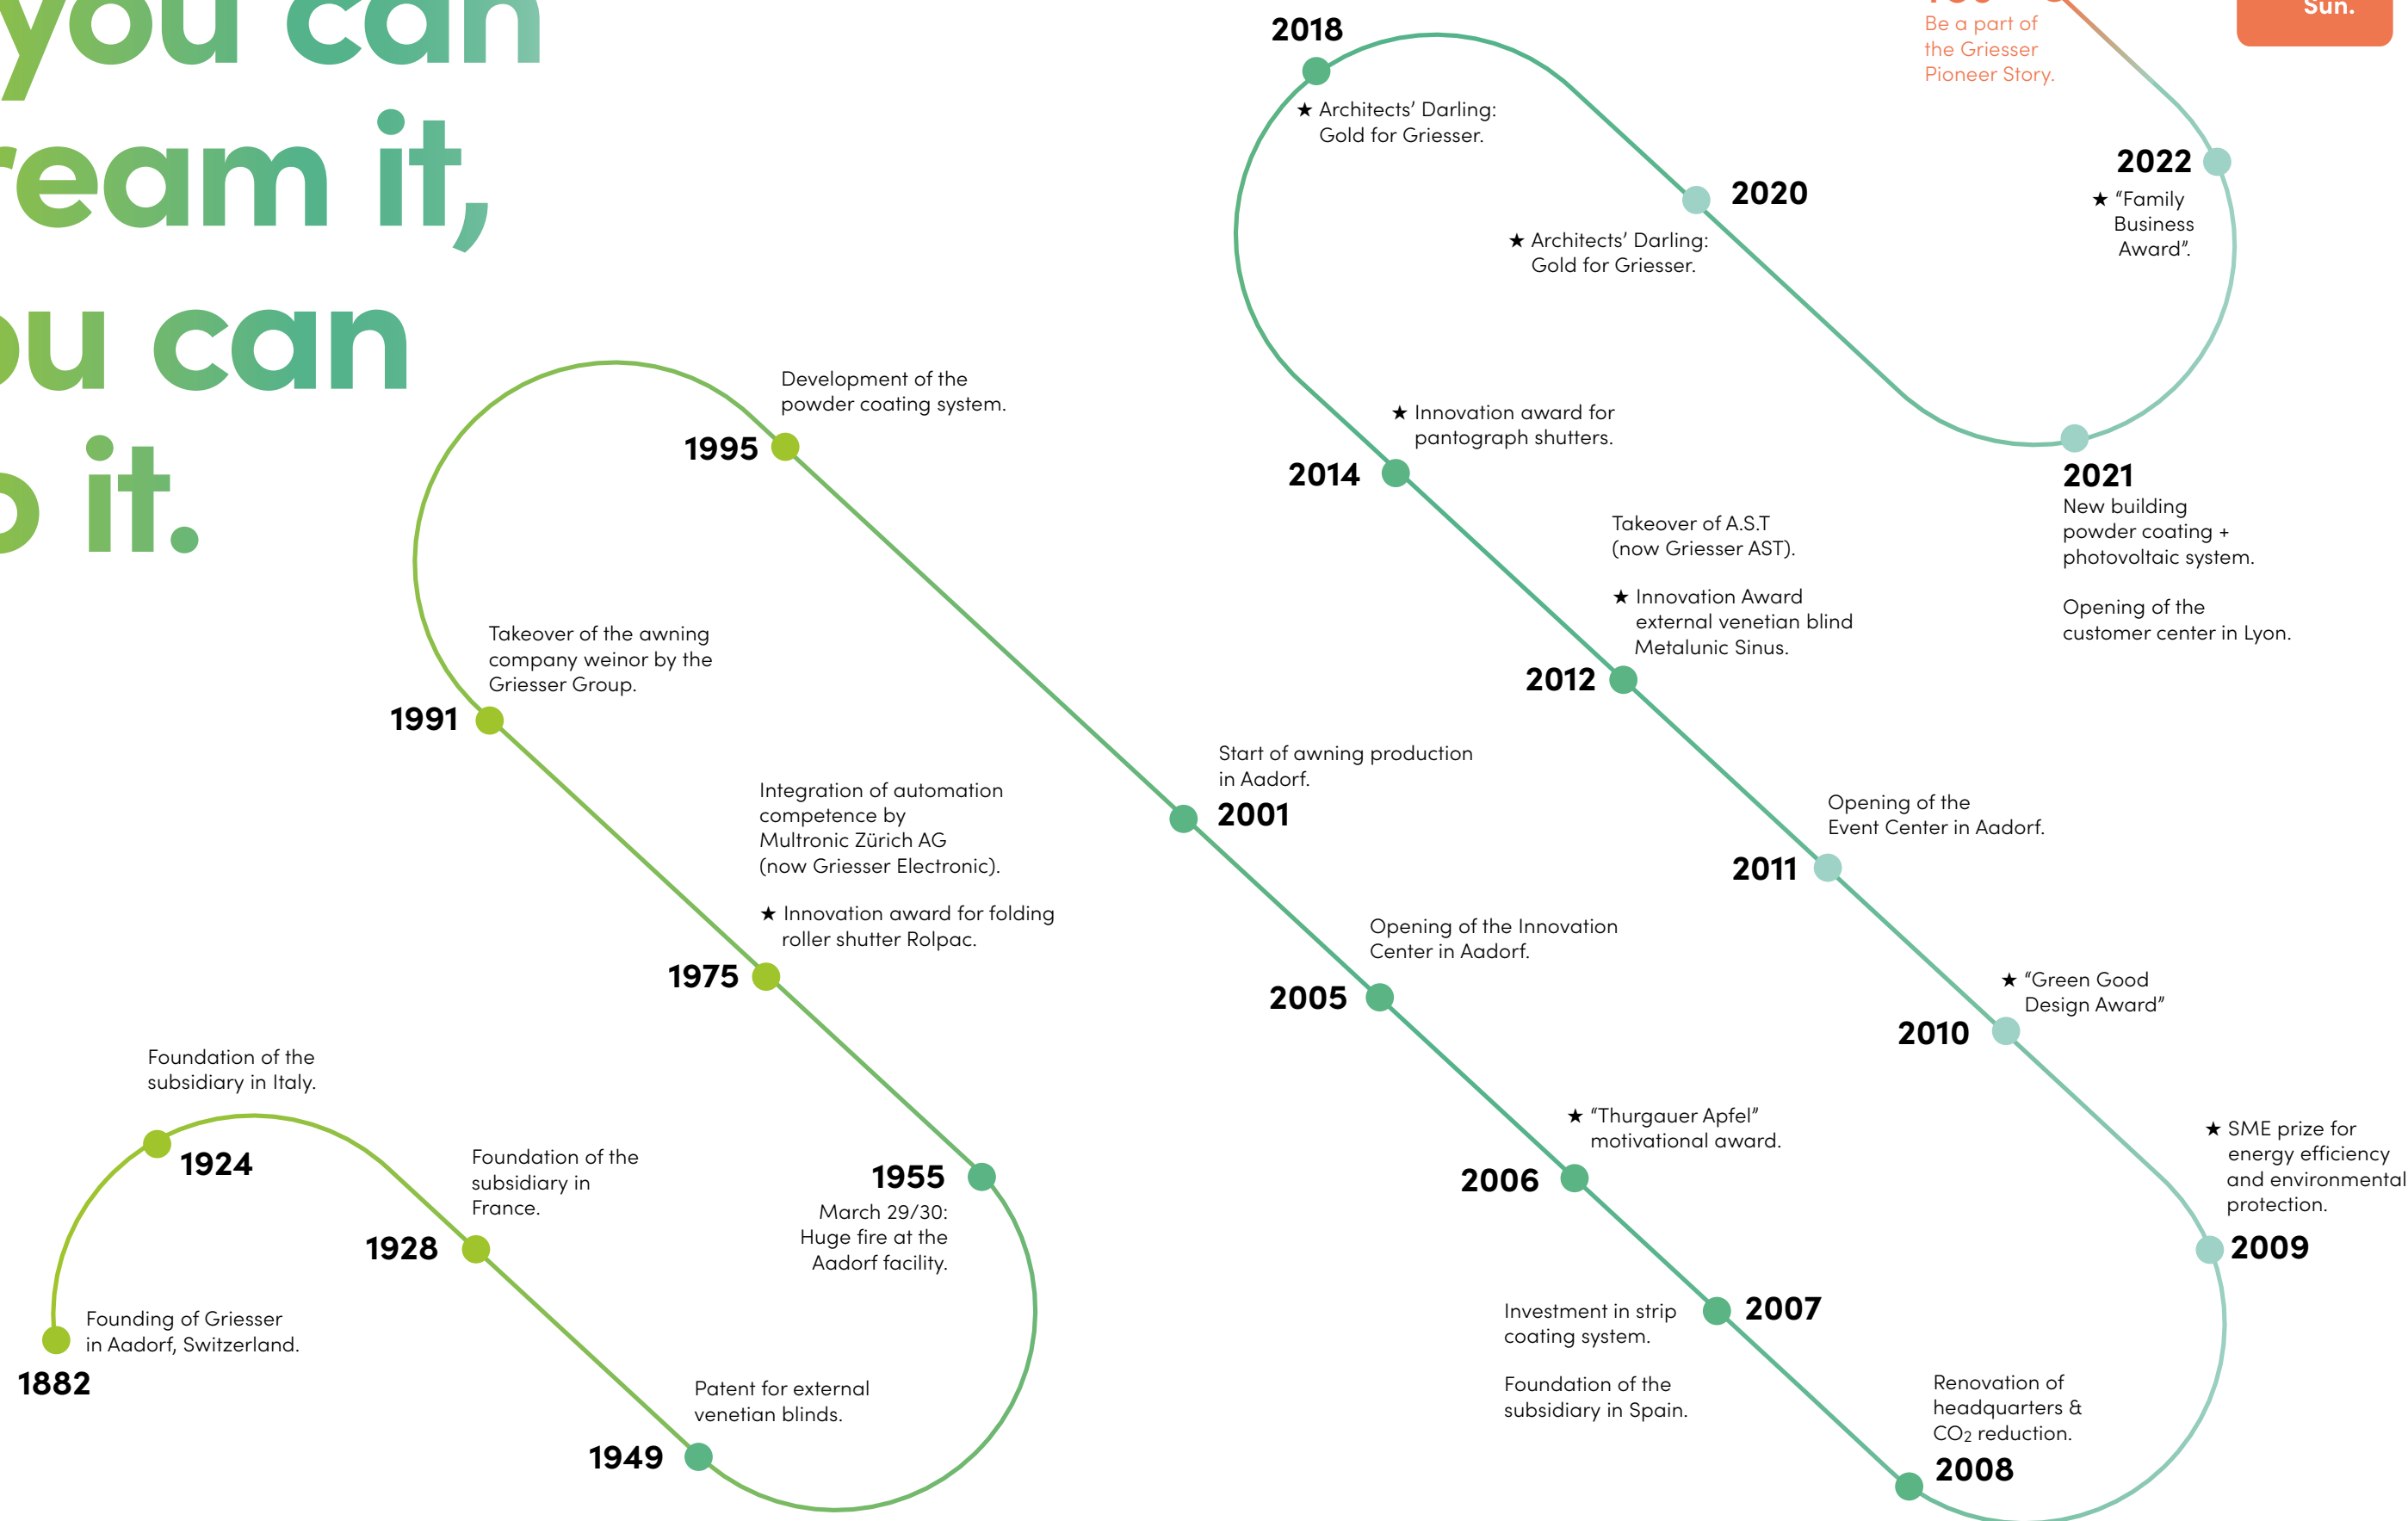 you can
ream it,
ou can
it.
1882
Founding of Griesser
in Aadorf, Switzerland.
Foundation of the
subsidiary in Italy.
1924
Foundation of the
subsidiary in
France.
1928
Patent for external
venetian blinds.
1949
1955
March 29/30:
Huge fire at the
Aadorf facility.
Integration of automation
competence by
Multronic Zürich AG
(now Griesser Electronic).
★ Innovation award for folding
roller shutter Rolpac.
1975
Takeover of the awning
company weinor by the
Griesser Group.
1991
Development of the
powder coating system.
1995
Start of awning production
in Aadorf.
2001
Opening of the Innovation
Center in Aadorf.
2005
★ “Thurgauer Apfel”
motivational award.
2006
2007
Investment in strip
coating system.
Foundation of the
subsidiary in Spain.
Renovation of
headquarters &
CO₂ reduction.
2008
★ SME prize for
energy efficiency
and environmental
protection.
2009
★ “Green Good
Design Award”
2010
Opening of the
Event Center in Aadorf.
2011
Takeover of A.S.T
(now Griesser AST).
★ Innovation Award
external venetian blind
Metalunic Sinus.
2012
★ Innovation award for
pantograph shutters.
2014
2018
★ Architects’ Darling:
Gold for Griesser.
2020
★ Architects’ Darling:
Gold for Griesser.
2021
New building
powder coating +
photovoltaic system.
Opening of the
customer center in Lyon.
2022
★ “Family
Business
Award”.
Be a part of
the Griesser
Pioneer Story.
Sun.